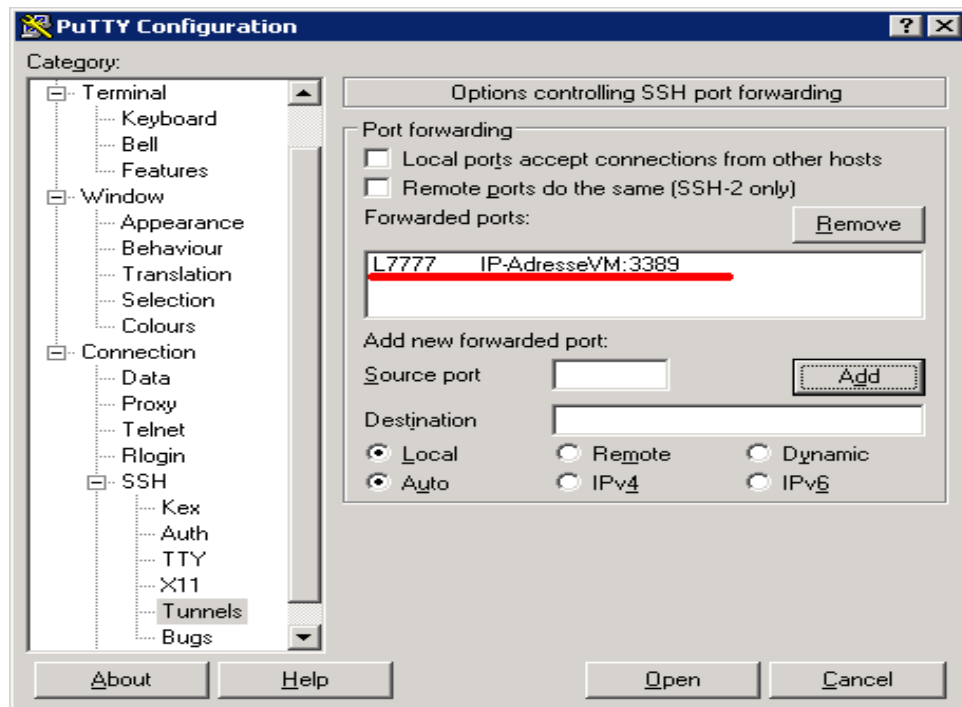 PuTTY Configuration
Category:
Terminal
Keyboard
Bell
Features
Window
Appearance
Behaviour
Translation
Selection
Colours
Connection
Data
Proxy
Telnet
Rlogin
SSH
Kex
Auth
TTY
X11
Tunnels
Bugs
Options controlling SSH port forwarding
Port forwarding
Local ports accept connections from other hosts
Remote ports do the same (SSH-2 only)
Forwarded ports:
Remove
L7777 IP-AdresseVM:3389
Add new forwarded port:
Source port
Add
Destination
Local Remote Dynamic
Auto IPv4 IPv6
About Help Open Cancel